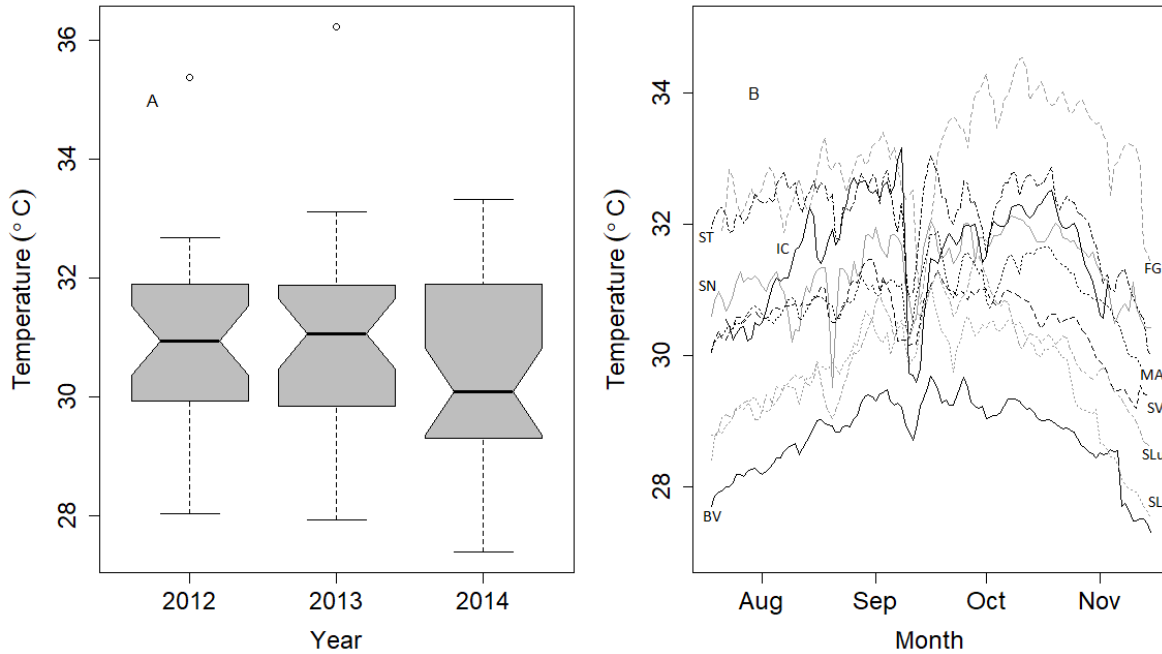 A
Temperature (° C)
36
34
32
30
28
2012
2013
2014
Year
B
Temperature (° C)
34
32
30
28
ST
IC
SN
BV
FG
MA
SV
SLu
SL
Aug
Sep
Oct
Nov
Month